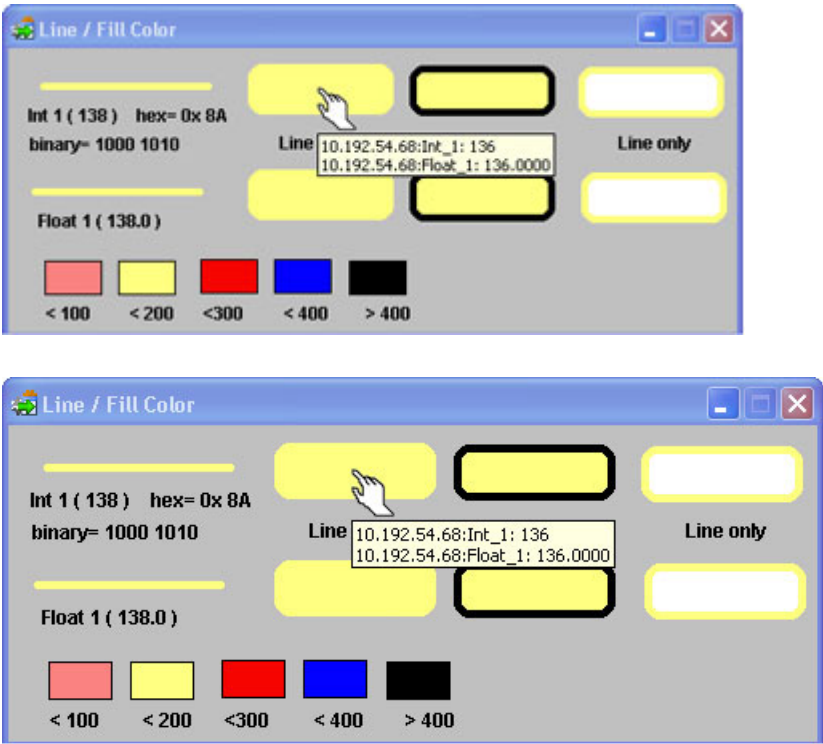 Line / Fill Color
Int 1 ( 138 )   hex= 0x 8A
binary= 1000 1010
Line
10.192.54.68:Int_1: 136
10.192.54.68:Float_1: 136.0000
Line only
Float 1 ( 138.0 )
< 100   < 200   <300   < 400   > 400
Line / Fill Color
Int 1 ( 138 )   hex= 0x 8A
binary= 1000 1010
Line
10.192.54.68:Int_1: 136
10.192.54.68:Float_1: 136.0000
Line only
Float 1 ( 138.0 )
< 100   < 200   <300   < 400   > 400